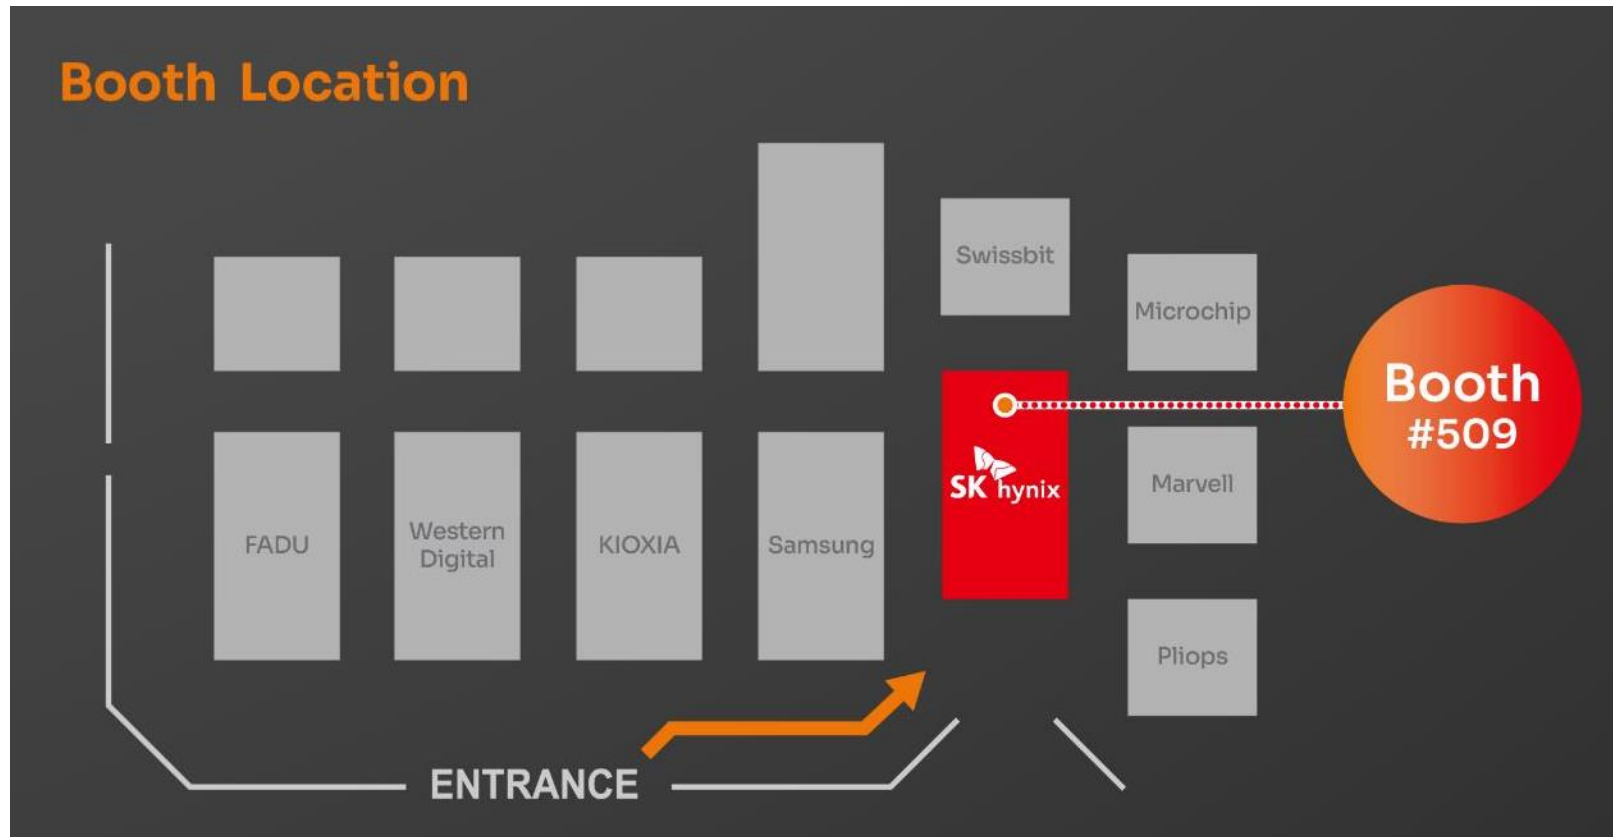 Booth Location
Swissbit
Microchip
Booth
#509
SK hynix
Marvell
FADU
Western
Digital
KIOXIA
Samsung
Pliops
ENTRANCE